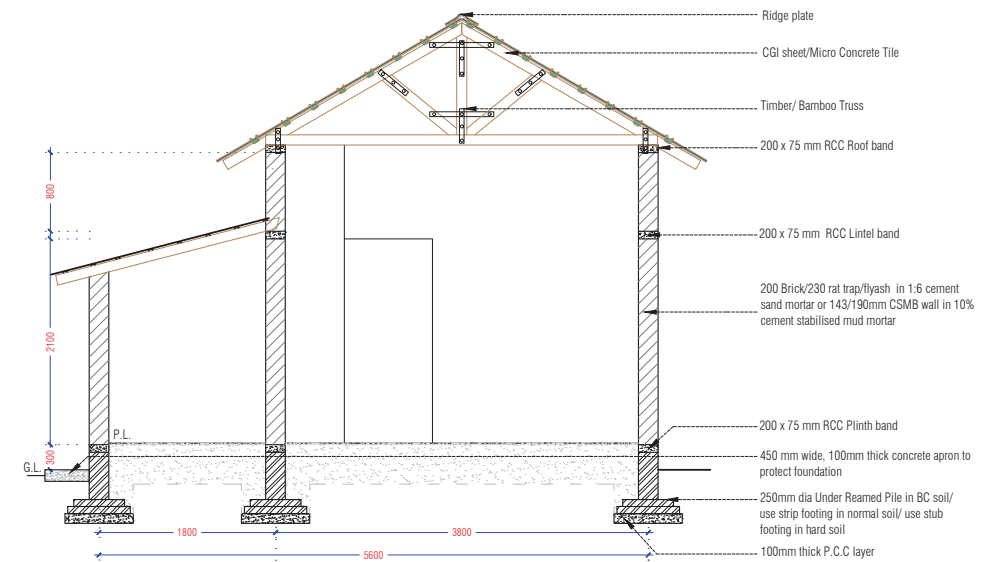 Ridge plate
CGI sheet/Micro Concrete Tile
Timber/ Bamboo Truss
200 x 75 mm RCC Roof band
800
200 x 75 mm  RCC Lintel band
200 Brick/230 rat trap/flyash  in 1:6 cement
sand mortar or 143/190mm CSMB wall in 10%
cement stabilised mud mortar
2100
200 x 75 mm RCC Plinth band
P.L.
450 mm wide, 100mm thick concrete apron to
protect foundation
300
G.L.
250mm dia Under Reamed Pile in BC soil/
use strip footing in normal soil/ use stub
footing in hard soil
1800
3800
100mm thick P.C.C layer
5600